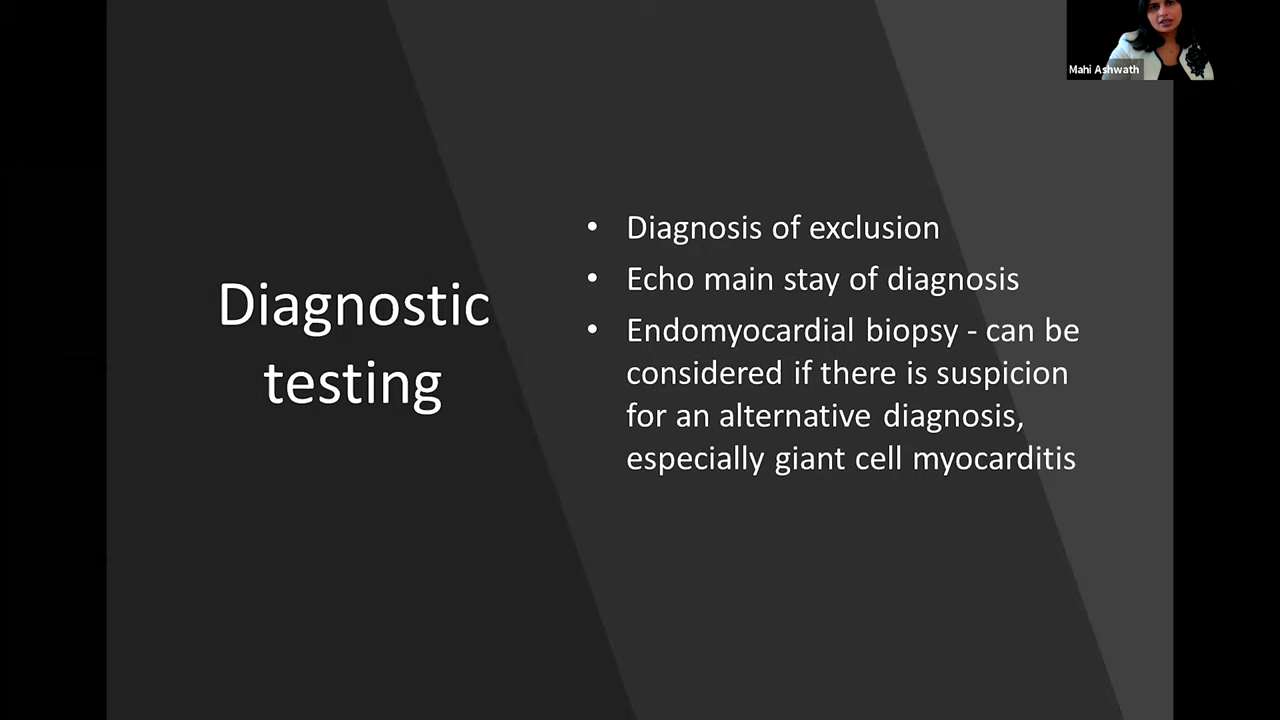 Mahi Ashwath
Diagnostic
testing
• Diagnosis of exclusion
• Echo main stay of diagnosis
• Endomyocardial biopsy - can be
considered if there is suspicion
for an alternative diagnosis,
especially giant cell myocarditis